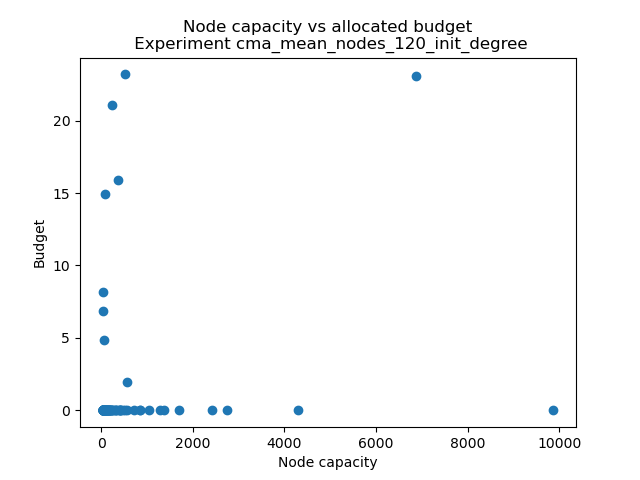 Node capacity vs allocated budget
Experiment cma_mean_nodes_120_init_degree
Budget
20
15
10
5
0
0 2000 4000 6000 8000 10000
Node capacity